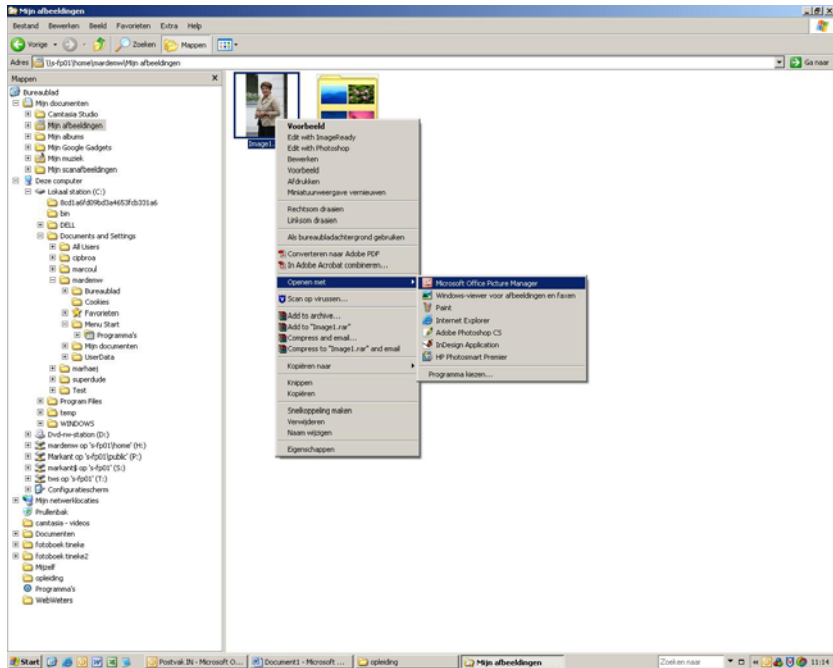 Mijn afbeeldingen
Bestand Bewerken Beeld Favorieten Extra Help
Vorige Zoeken Mappen
Adres \\s-fp01\home\mardemw\Mijn afbeeldingen Ga naar
Mappen X
Bureaublad
Mijn documenten
Camtasia Studio
Mijn afbeeldingen
Mijn albums
Mijn Google Gadgets
Mijn muziek
Mijn scanafbeeldingen
Deze computer
Lokaal station (C:)
8cd1a6fd09bd3a4653fcb331a6
bin
DELL
Documents and Settings
All Users
cipbroa
marcoul
mardemw
Bureaublad
Cookies
Favorieten
Menu Start
Programma's
Mijn documenten
UserData
marhaej
superdude
Test
Program Files
temp
WINDOWS
Dvd-rw-station (D:)
mardemw op 's-fp01\home' (H:)
Markant op 's-fp01\public' (P:)
markant$ op 's-fp01' (S:)
tws op 's-fp01' (T:)
Configuratiescherm
Mijn netwerklocaties
Prullenbak
camtasia - videos
Documenten
fotoboek tineke
fotoboek tineke2
Mijzelf
opleiding
Programma's
WebWeters
Image1.
Voorbeeld
Edit with ImageReady
Edit with Photoshop
Bewerken
Voorbeeld
Afdrukken
Miniatuurweergave vernieuwen
Rechtsom draaien
Linksom draaien
Als bureaubladachtergrond gebruiken
Converteren naar Adobe PDF
In Adobe Acrobat combineren...
Openen met
Scan op virussen...
Add to archive...
Add to "Image1.rar"
Compress and email...
Compress to "Image1.rar" and email
Kopiëren naar
Knippen
Kopiëren
Snelkoppeling maken
Verwijderen
Naam wijzigen
Eigenschappen
Microsoft Office Picture Manager
Windows-viewer voor afbeeldingen en faxen
Paint
Internet Explorer
Adobe Photoshop CS
InDesign Application
HP Photosmart Premier
Programma kiezen...
Start Postvak IN - Microsoft O... Document1 - Microsoft ... opleiding Mijn afbeeldingen Zoeken naar 11:14